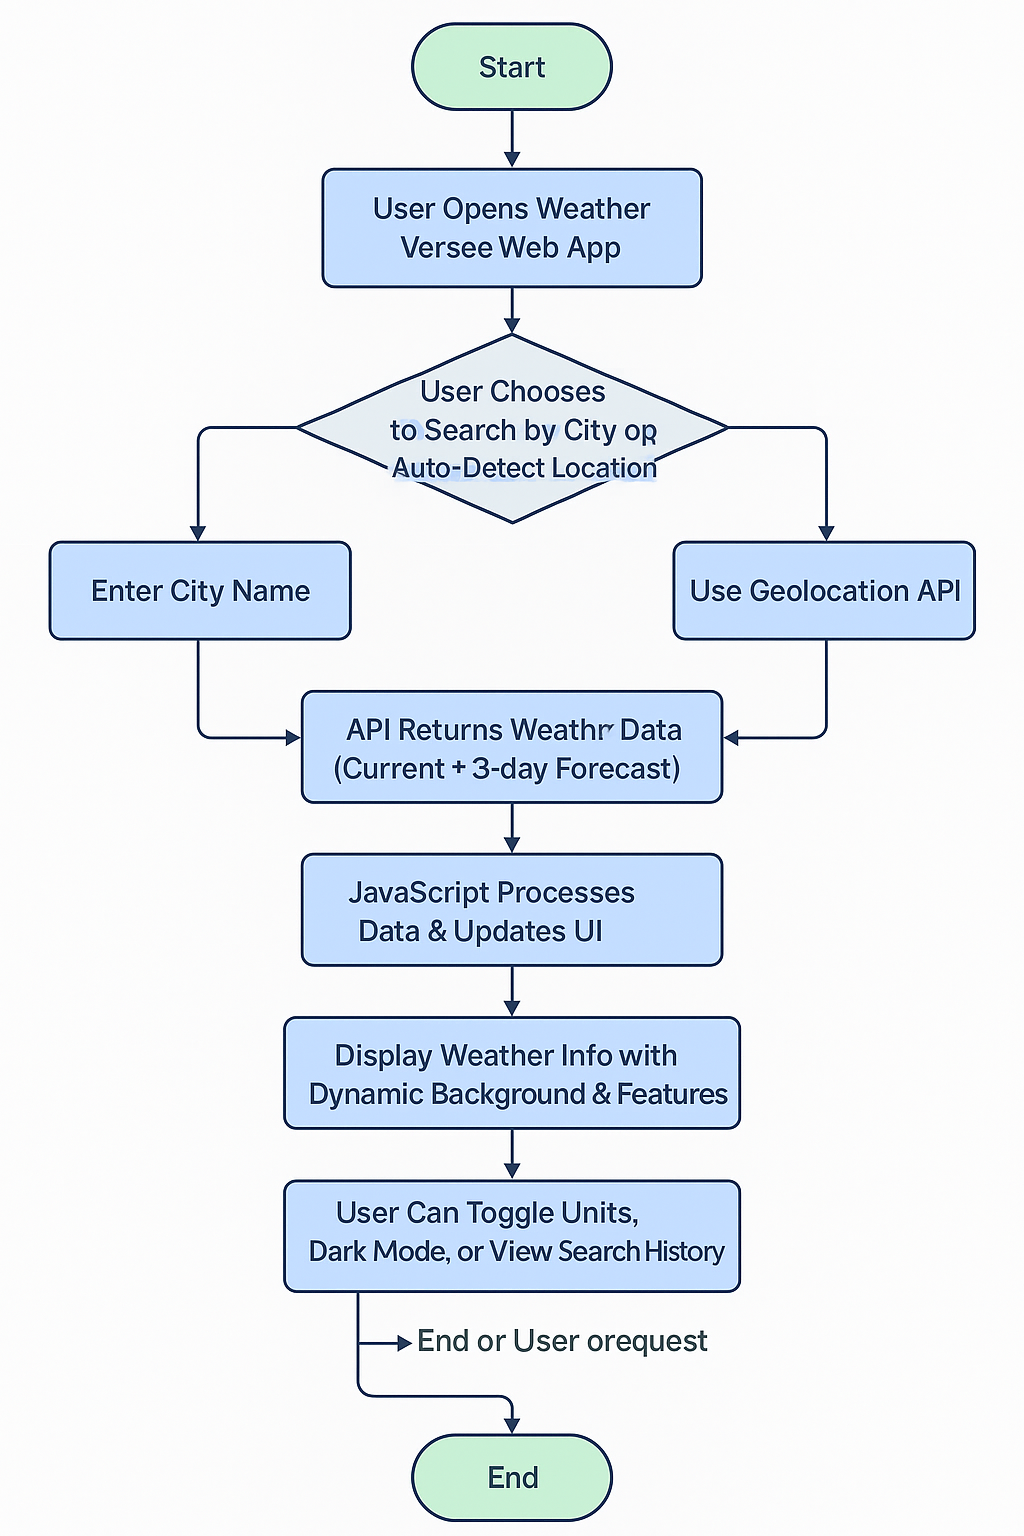 Start
User Opens Weather
Versee Web App
User Chooses
to Search by City op
Auto-Detect Location
Enter City Name
Use Geolocation API
API Returns Weathr Data
(Current + 3-day Forecast)
JavaScript Processes
Data & Updates UI
Display Weather Info with
Dynamic Background & Features
User Can Toggle Units,
Dark Mode, or View Search History
End or User orequest
End